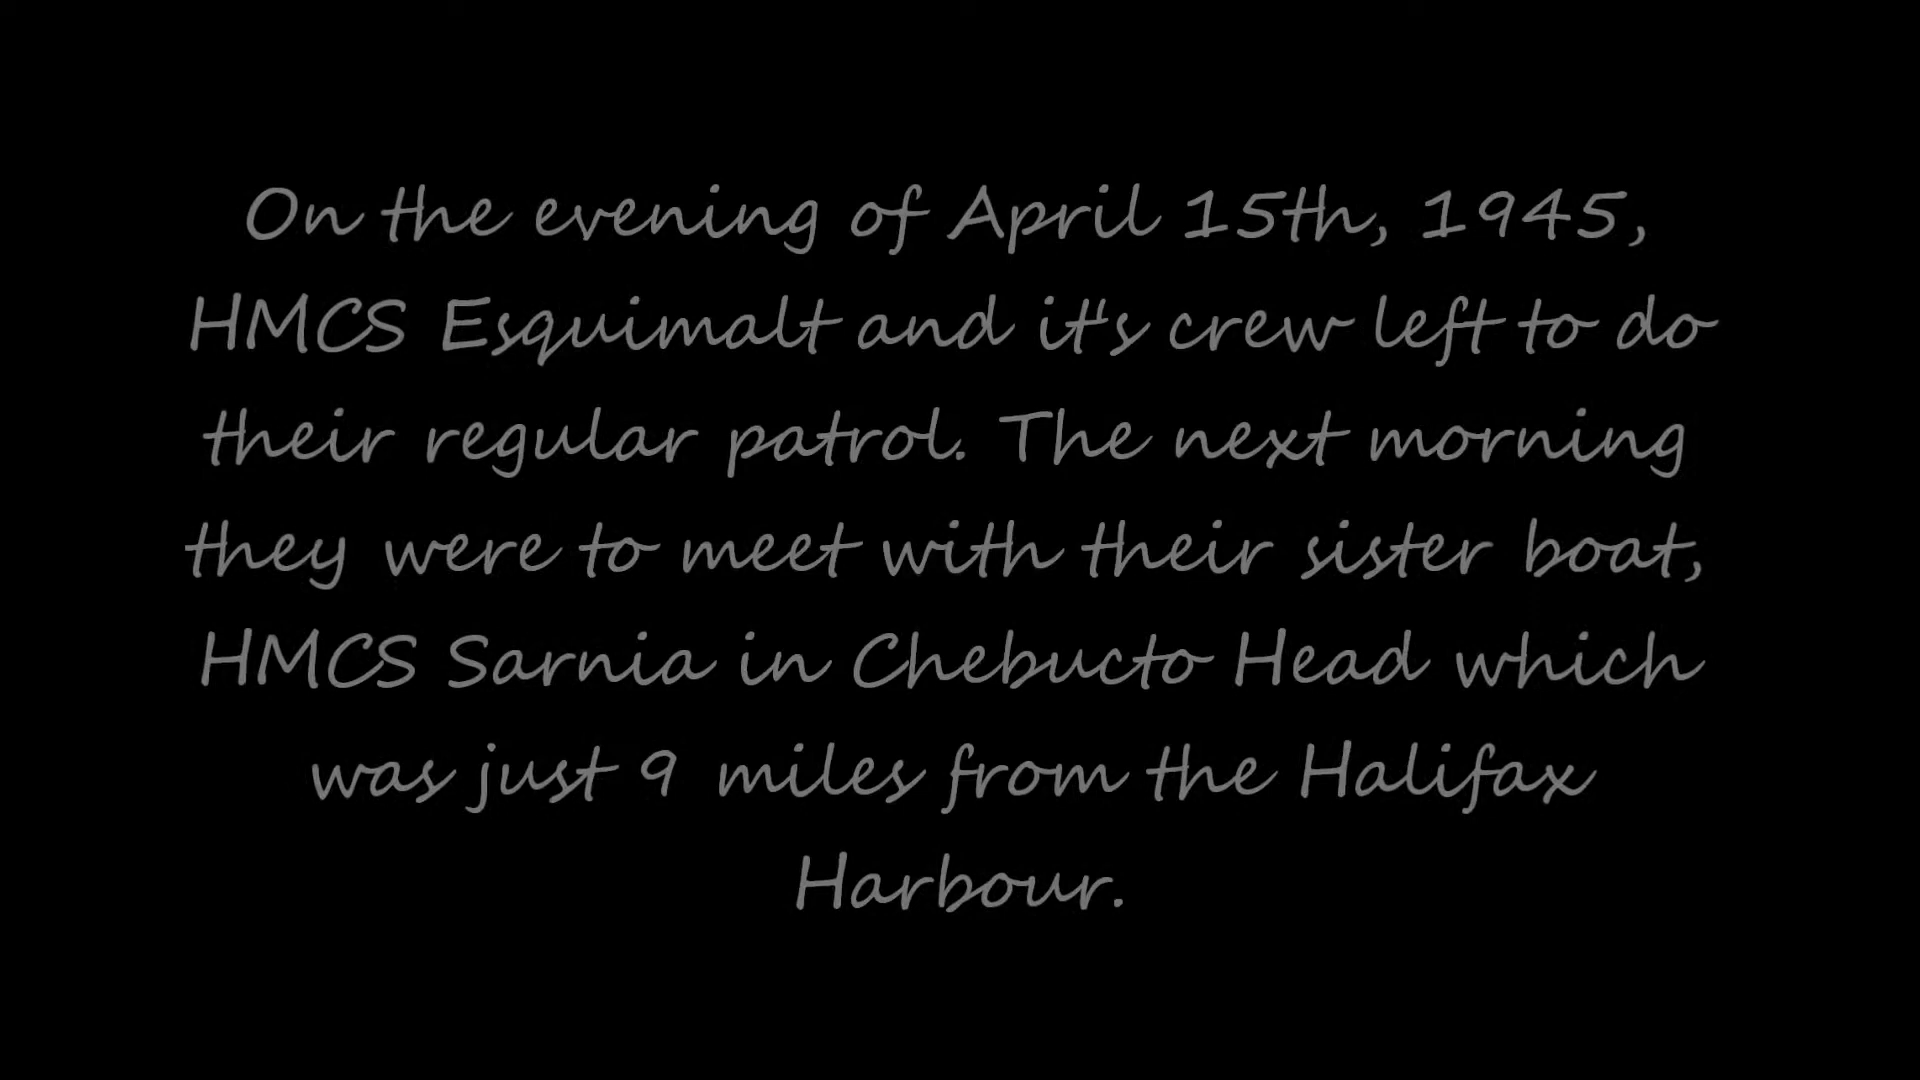 On the evening of April 15th, 1945,
HMCS Esquimalt and it's crew left to do
their regular patrol. The next morning
they were to meet with their sister boat,
HMCS Sarnia in Chebucto Head which
was just 9 miles from the Halifax
Harbour.